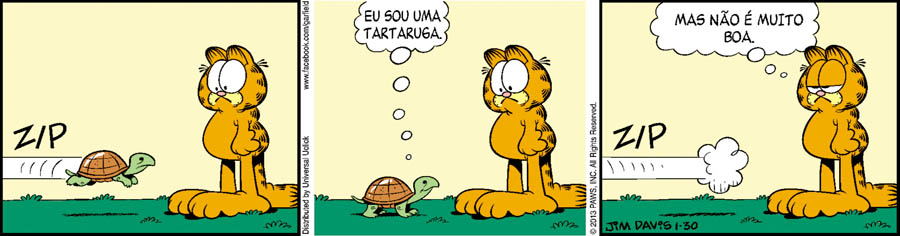 ZIP
Distributed by Universal Uclick
www.facebook.com/garfield
EU SOU UMA
TARTARUGA.
© 2013 PAWS, INC. All Rights Reserved.
MAS NÃO É MUITO
BOA.
ZIP
JIM DAVIS 1-30